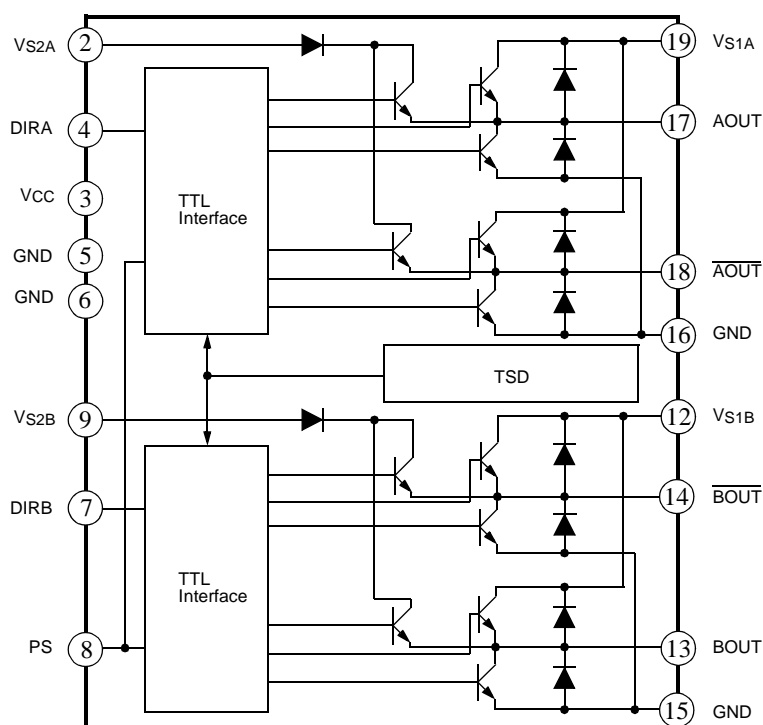 VS2A 2
19 VS1A
DIRA 4
17 AOUT
VCC 3
TTL
Interface
GND 5
18 AOUT
GND 6
16 GND
TSD
VS2B 9
12 VS1B
DIRB 7
14 BOUT
TTL
Interface
PS 8
13 BOUT
15 GND